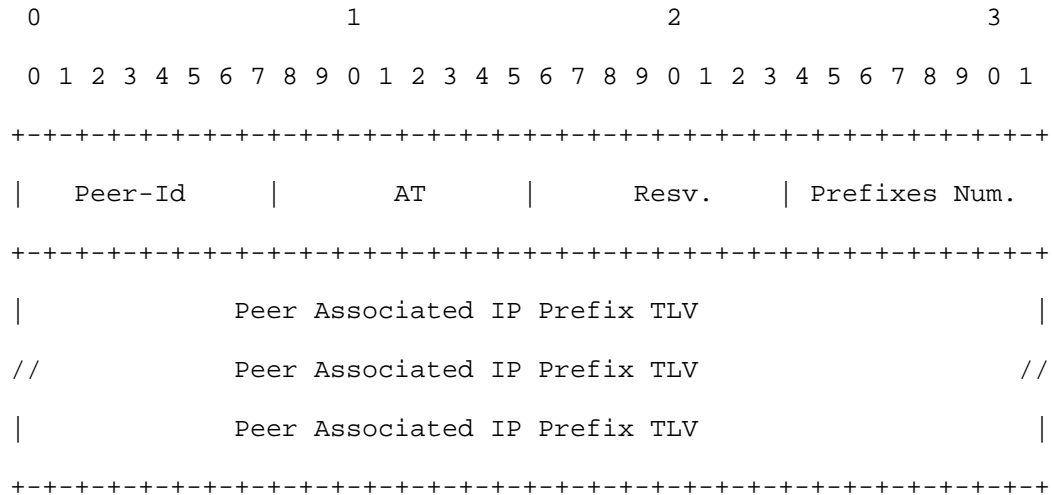 0                   1                   2                   3
0 1 2 3 4 5 6 7 8 9 0 1 2 3 4 5 6 7 8 9 0 1 2 3 4 5 6 7 8 9 0 1
+-+-+-+-+-+-+-+-+-+-+-+-+-+-+-+-+-+-+-+-+-+-+-+-+-+-+-+-+-+-+-+-+
|   Peer-Id     |       AT      |      Resv.    | Prefixes Num.
+-+-+-+-+-+-+-+-+-+-+-+-+-+-+-+-+-+-+-+-+-+-+-+-+-+-+-+-+-+-+-+-+
|             Peer Associated IP Prefix TLV                     |
//            Peer Associated IP Prefix TLV                    //
|             Peer Associated IP Prefix TLV                     |
+-+-+-+-+-+-+-+-+-+-+-+-+-+-+-+-+-+-+-+-+-+-+-+-+-+-+-+-+-+-+-+-+